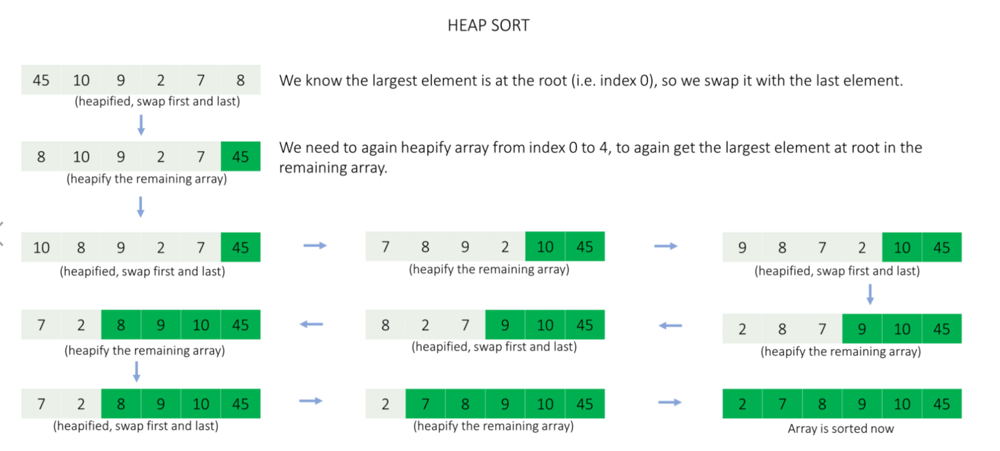 HEAP SORT
45 10 9 2 7 8
(heapified, swap first and last)
We know the largest element is at the root (i.e. index 0), so we swap it with the last element.
8 10 9 2 7 45
(heapify the remaining array)
We need to again heapify array from index 0 to 4, to again get the largest element at root in the
remaining array.
10 8 9 2 7 45
(heapified, swap first and last)
7 8 9 2 10 45
(heapify the remaining array)
9 8 7 2 10 45
(heapified, swap first and last)
2 8 7 9 10 45
(heapify the remaining array)
8 2 7 9 10 45
(heapified, swap first and last)
7 2 8 9 10 45
(heapify the remaining array)
7 2 8 9 10 45
(heapified, swap first and last)
2 7 8 9 10 45
(heapify the remaining array)
2 7 8 9 10 45
Array is sorted now